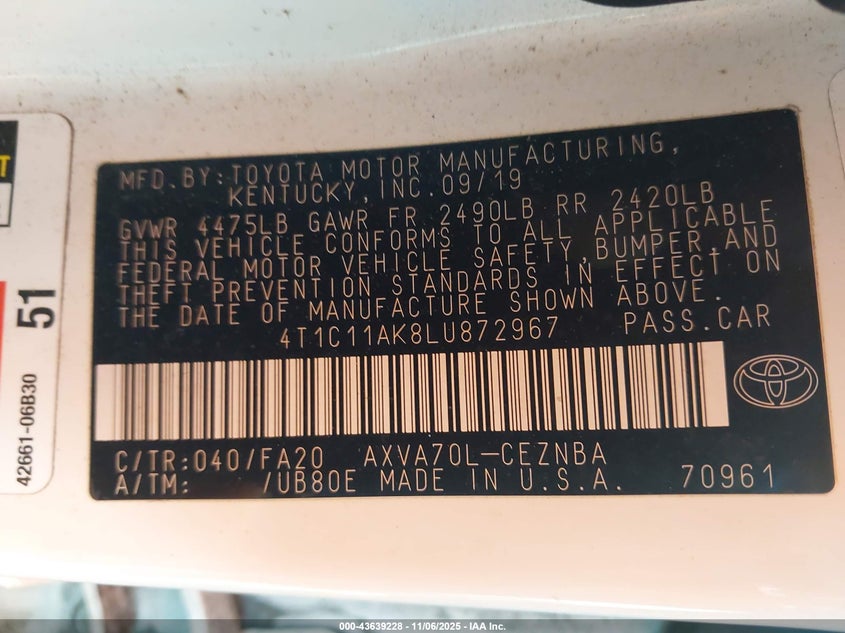 MFD.BY:TOYOTA MOTOR MANUFACTURING,
KENTUCKY,INC.09/19
GVWR 4475LB GAWR FR 2490LB RR 2420LB
THIS VEHICLE CONFORMS TO ALL APPLICABLE
FEDERAL MOTOR VEHICLE SAFETY,BUMPER,AND
THEFT PREVENTION STANDARDS IN EFFECT ON
THE DATE OF MANUFACTURE SHOWN ABOVE.
4T1C11AK8LU872967 PASS.CAR
C/TR:040/FA20 AXVA70L-CEZNBA
A/TM: /UB80E MADE IN U.S.A. 70961
51
42661-06B30
T
000-43639228 - 11/06/2025 - IAA Inc.